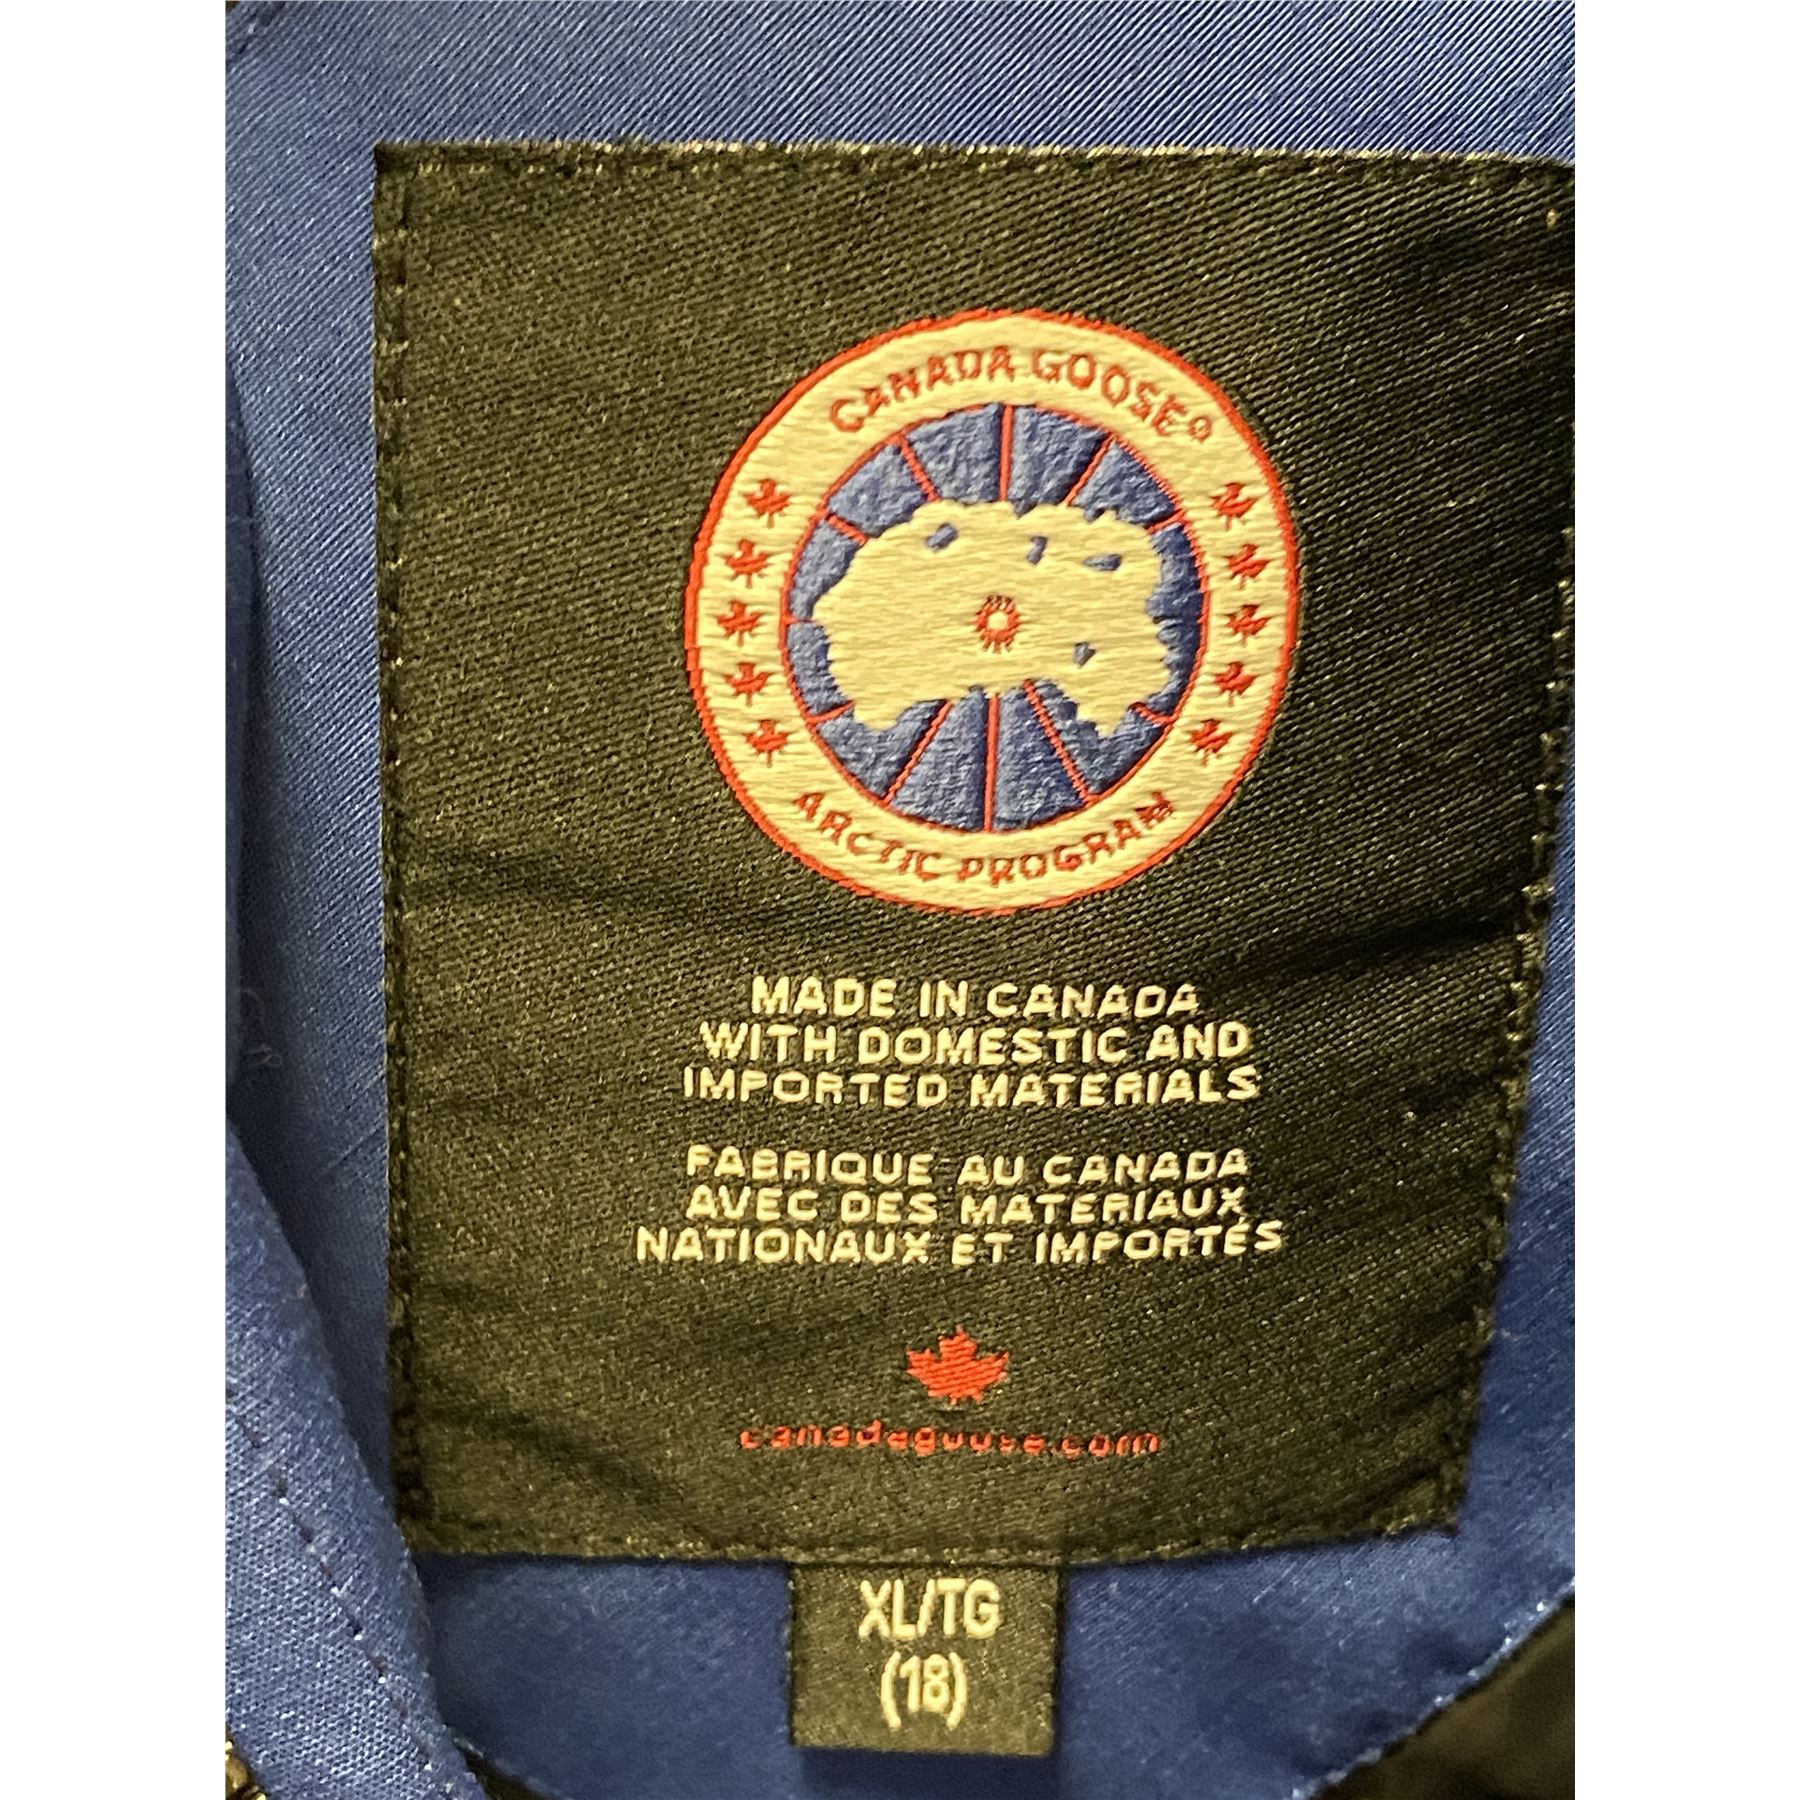 CANADA GOOSE®
ARCTIC PROGRAM
MADE IN CANADA
WITH DOMESTIC AND
IMPORTED MATERIALS
FABRIQUE AU CANADA
AVEC DES MATERIAUX
NATIONAUX ET IMPORTÉS
canadagoose.com
XL/TG
(18)